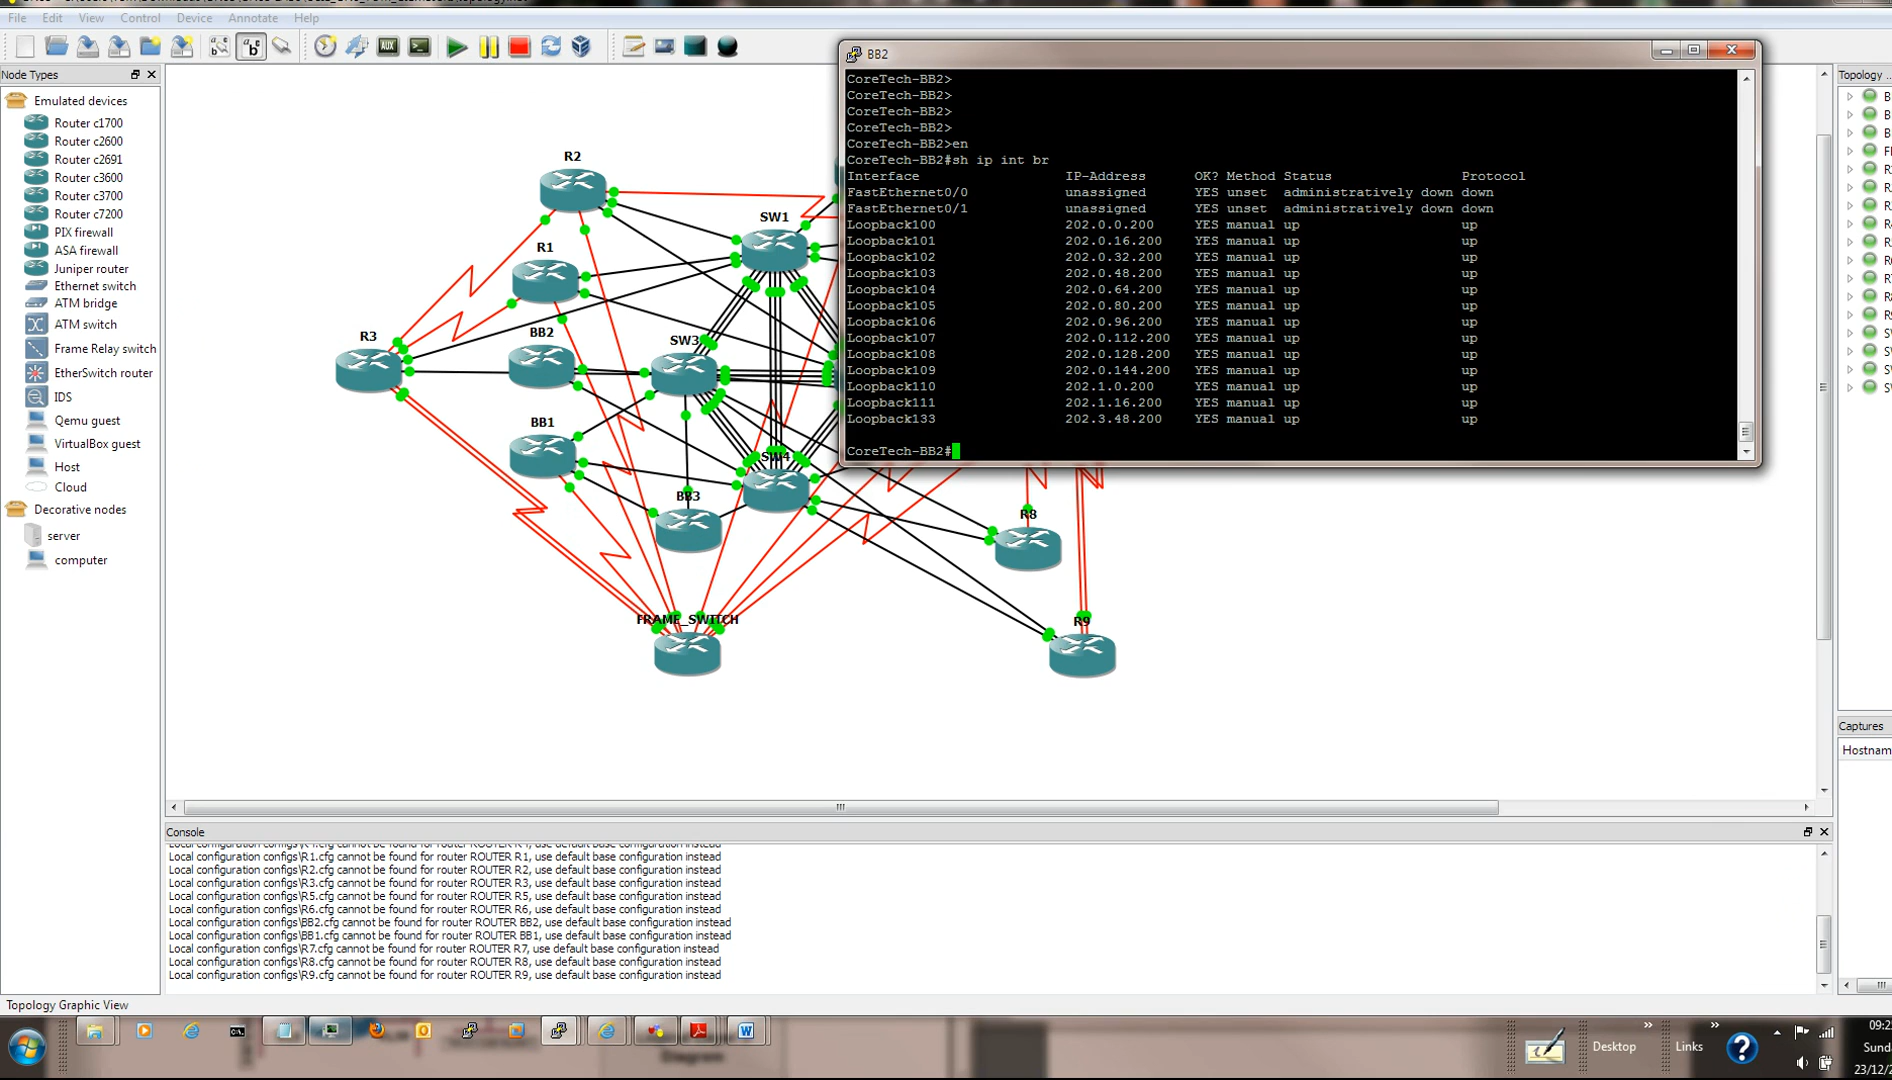 File Edit View Control Device Annotate Help
Node Types
Emulated devices
Router c1700
Router c2600
Router c2691
Router c3600
Router c3700
Router c7200
PIX firewall
ASA firewall
Juniper router
Ethernet switch
ATM bridge
ATM switch
Frame Relay switch
EtherSwitch router
IDS
Qemu guest
VirtualBox guest
Host
Cloud
Decorative nodes
server
computer
R2
SW1
R1
R3
BB2
SW3
BB1
SW4
BB3
R8
FRAME_SWITCH
R9
BB2
CoreTech-BB2>
CoreTech-BB2>
CoreTech-BB2>
CoreTech-BB2>
CoreTech-BB2>en
CoreTech-BB2#sh ip int br
Interface IP-Address OK? Method Status Protocol
FastEthernet0/0 unassigned YES unset administratively down down
FastEthernet0/1 unassigned YES unset administratively down down
Loopback100 202.0.0.200 YES manual up up
Loopback101 202.0.16.200 YES manual up up
Loopback102 202.0.32.200 YES manual up up
Loopback103 202.0.48.200 YES manual up up
Loopback104 202.0.64.200 YES manual up up
Loopback105 202.0.80.200 YES manual up up
Loopback106 202.0.96.200 YES manual up up
Loopback107 202.0.112.200 YES manual up up
Loopback108 202.0.128.200 YES manual up up
Loopback109 202.0.144.200 YES manual up up
Loopback110 202.1.0.200 YES manual up up
Loopback111 202.1.16.200 YES manual up up
Loopback133 202.3.48.200 YES manual up up
CoreTech-BB2#
Topology ..
Captures
Hostnam
Console
Local configuration configs\R1.cfg cannot be found for router ROUTER R1, use default base configuration instead
Local configuration configs\R2.cfg cannot be found for router ROUTER R2, use default base configuration instead
Local configuration configs\R3.cfg cannot be found for router ROUTER R3, use default base configuration instead
Local configuration configs\R5.cfg cannot be found for router ROUTER R5, use default base configuration instead
Local configuration configs\R6.cfg cannot be found for router ROUTER R6, use default base configuration instead
Local configuration configs\BB2.cfg cannot be found for router ROUTER BB2, use default base configuration instead
Local configuration configs\BB1.cfg cannot be found for router ROUTER BB1, use default base configuration instead
Local configuration configs\R7.cfg cannot be found for router ROUTER R7, use default base configuration instead
Local configuration configs\R8.cfg cannot be found for router ROUTER R8, use default base configuration instead
Local configuration configs\R9.cfg cannot be found for router ROUTER R9, use default base configuration instead
Topology Graphic View
Desktop
Links
09:2
Sunda
23/12/2